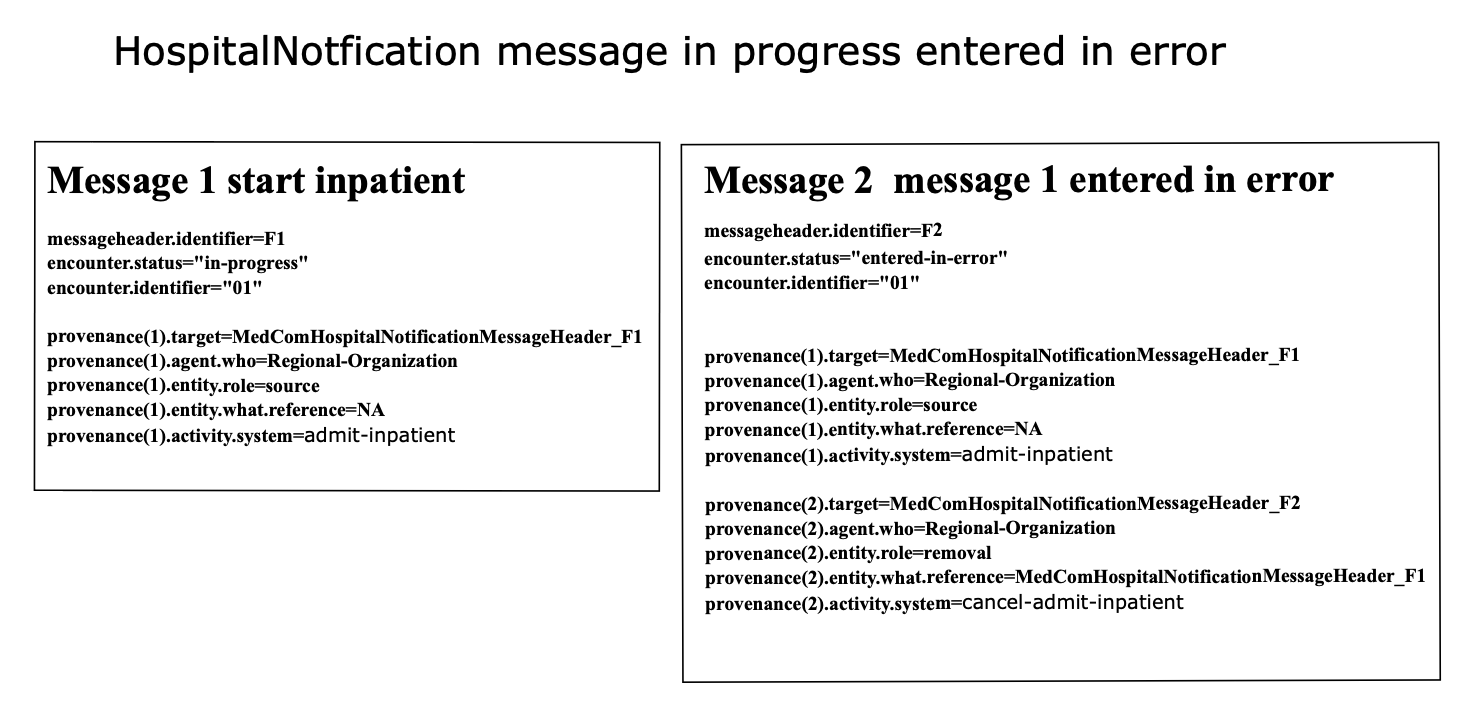 HospitalNotfication message in progress entered in error
Message 1 start inpatient
messageheader.identifier=F1
encounter.status="in-progress"
encounter.identifier="01"
provenance(1).target=MedComHospitalNotificationMessageHeader_F1
provenance(1).agent.who=Regional-Organization
provenance(1).entity.role=source
provenance(1).entity.what.reference=NA
provenance(1).activity.system=admit-inpatient
Message 2  message 1 entered in error
messageheader.identifier=F2
encounter.status="entered-in-error"
encounter.identifier="01"
provenance(1).target=MedComHospitalNotificationMessageHeader_F1
provenance(1).agent.who=Regional-Organization
provenance(1).entity.role=source
provenance(1).entity.what.reference=NA
provenance(1).activity.system=admit-inpatient
provenance(2).target=MedComHospitalNotificationMessageHeader_F2
provenance(2).agent.who=Regional-Organization
provenance(2).entity.role=removal
provenance(2).entity.what.reference=MedComHospitalNotificationMessageHeader_F1
provenance(2).activity.system=cancel-admit-inpatient